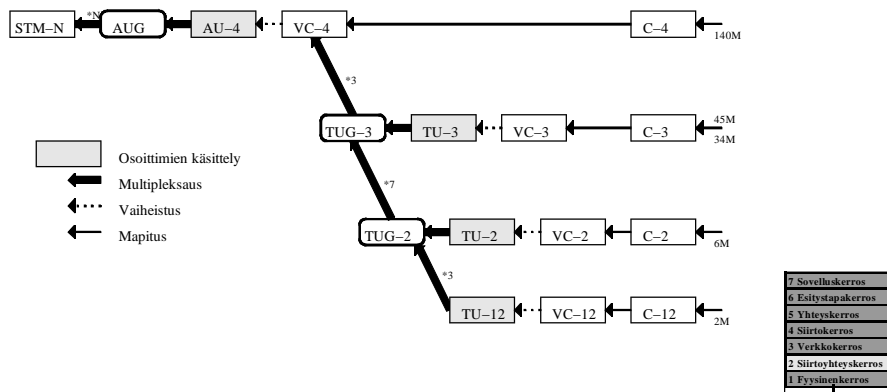 STM–N
*N
AUG
AU–4
VC–4
C–4
140M
*3
TUG–3
TU–3
VC–3
C–3
45M
34M
Osoittimien käsittely
Multipleksaus
Vaiheistus
Mapitus
*7
TUG–2
TU–2
VC–2
C–2
6M
*3
TU–12
VC–12
C–12
2M
7 Sovelluskerros
6 Esitystapakerros
5 Yhteyskerros
4 Siirtokerros
3 Verkkokerros
2 Siirtoyhteyskerros
1 Fyysinenkerros